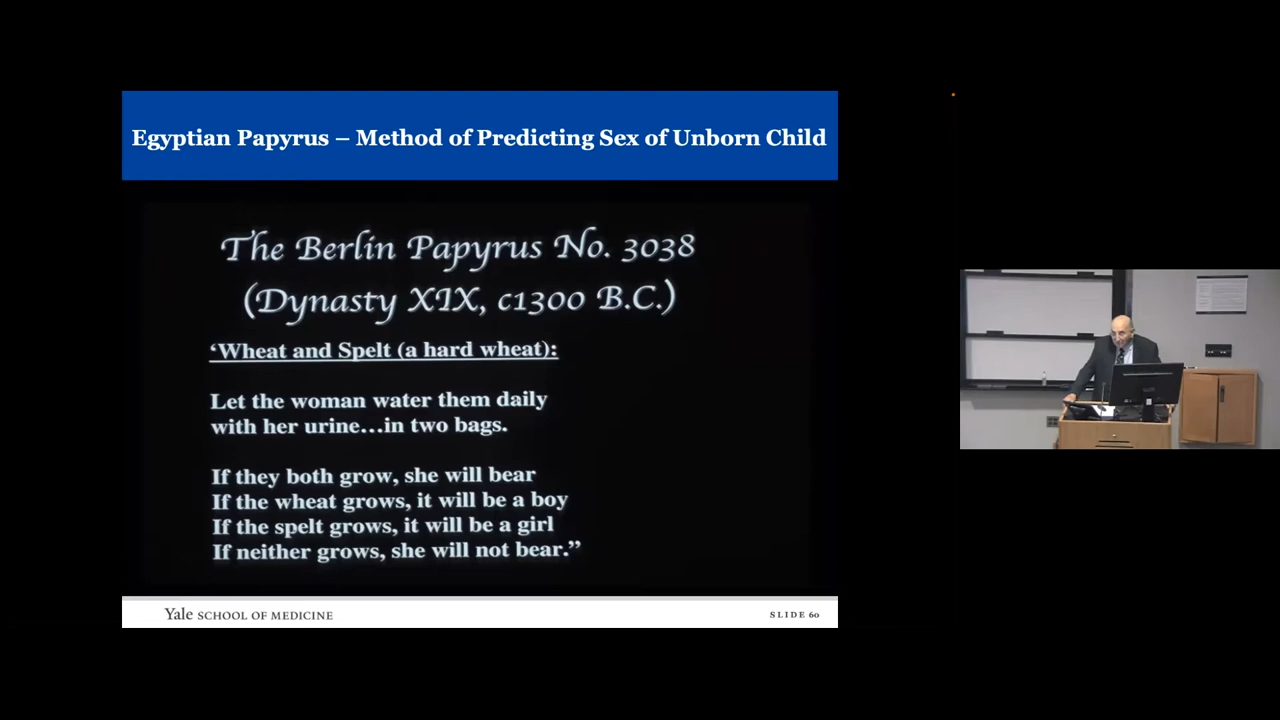 Egyptian Papyrus – Method of Predicting Sex of Unborn Child
The Berlin Papyrus No. 3038
(Dynasty XIX, c1300 B.C.)
‘Wheat and Spelt (a hard wheat):
Let the woman water them daily
with her urine...in two bags.
If they both grow, she will bear
If the wheat grows, it will be a boy
If the spelt grows, it will be a girl
If neither grows, she will not bear.”
Yale SCHOOL OF MEDICINE
SLIDE 60